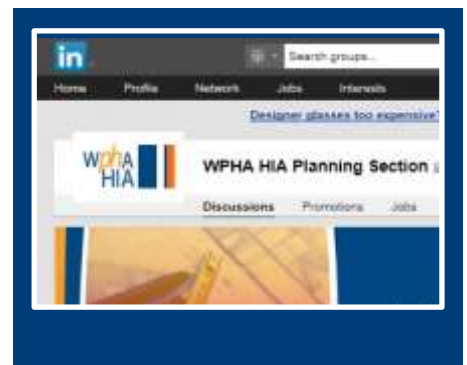 in
Search groups...
Home Profile Network Jobs Interests
Designer glasses too expensive?
WphA
HIA
WPHA HIA Planning Section
Discussions Promotions Jobs